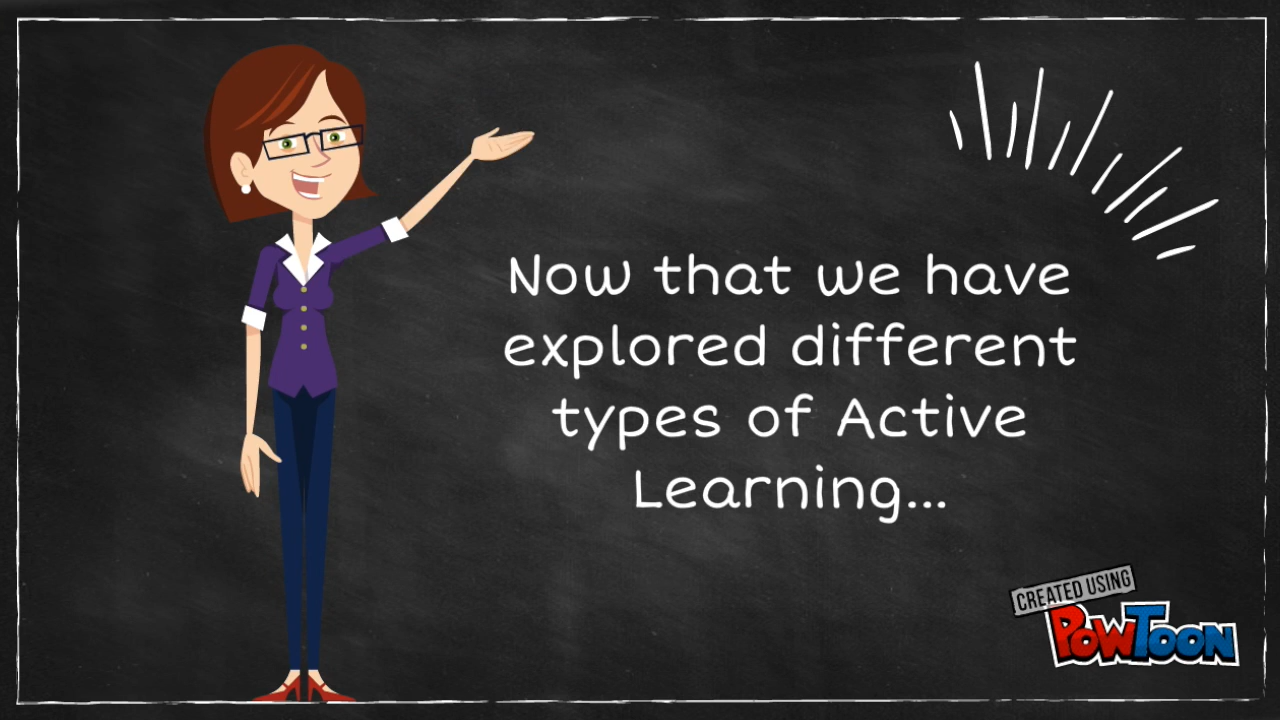 Now that we have
explored different
types of Active
Learning...
CREATED USING
POWTOON